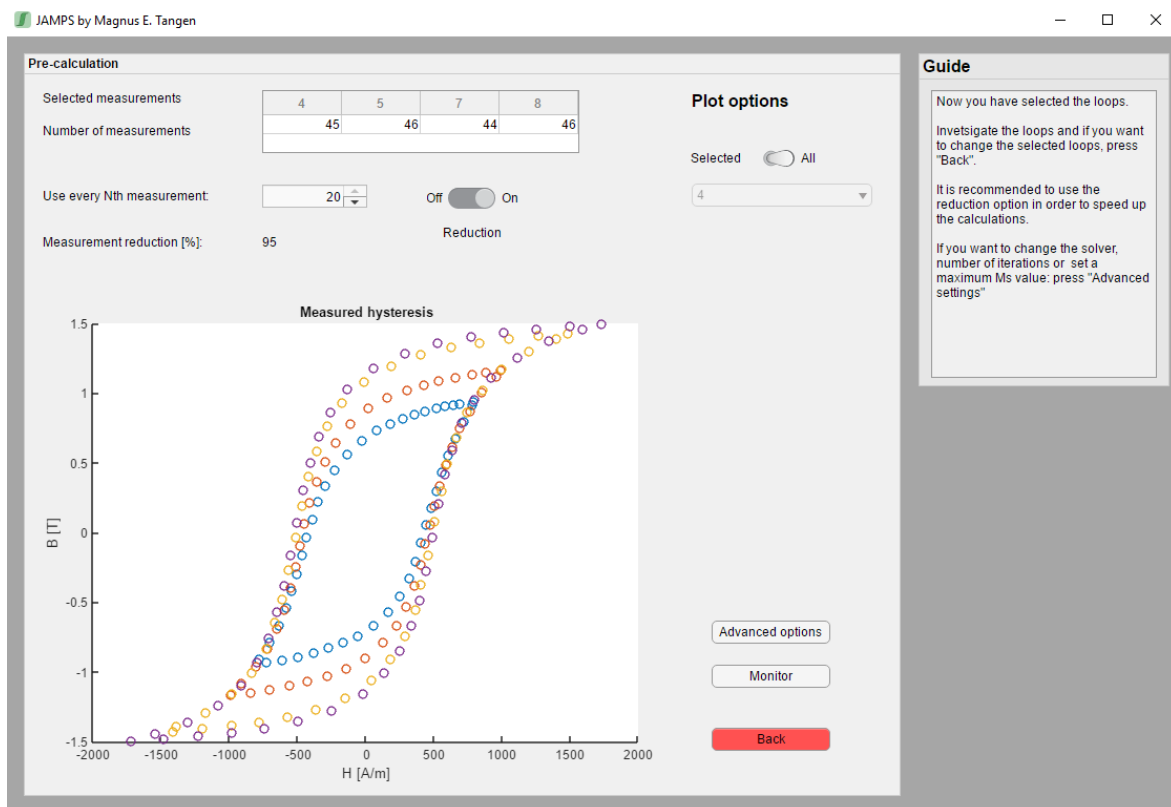 JAMPS by Magnus E. Tangen
Pre-calculation
Selected measurements
4 5 7 8
Number of measurements
45 46 44 46
Use every Nth measurement:
20
Off On
Reduction
Measurement reduction [%]:
95
Plot options
Selected All
4
Measured hysteresis
1.5
1
0.5
0
-0.5
-1
-1.5
B [T]
-2000 -1500 -1000 -500 0 500 1000 1500 2000
H [A/m]
Advanced options
Monitor
Back
Guide
Now you have selected the loops.
Invetsigate the loops and if you want
to change the selected loops, press
"Back".
It is recommended to use the
reduction option in order to speed up
the calculations.
If you want to change the solver,
number of iterations or set a
maximum Ms value: press "Advanced
settings"